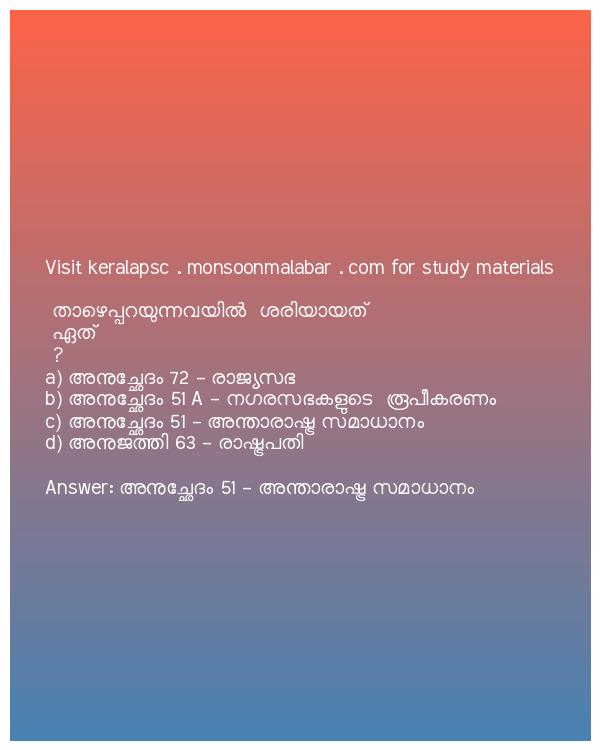 Visit keralapsc . monsoonmalabar . com for study materials
താഴെപ്പറയുന്നവയിൽ ശരിയായത്
ഏത്
?
a) അനുച്ഛേദം 72 - രാജ്യസഭ
b) അനുച്ഛേദം 51 A - നഗരസഭകളുടെ രൂപീകരണം
c) അനുച്ഛേദം 51 - അന്താരാഷ്ട്ര സമാധാനം
d) അനുജത്തി 63 - രാഷ്ട്രപതി
Answer: അനുച്ഛേദം 51 - അന്താരാഷ്ട്ര സമാധാനം